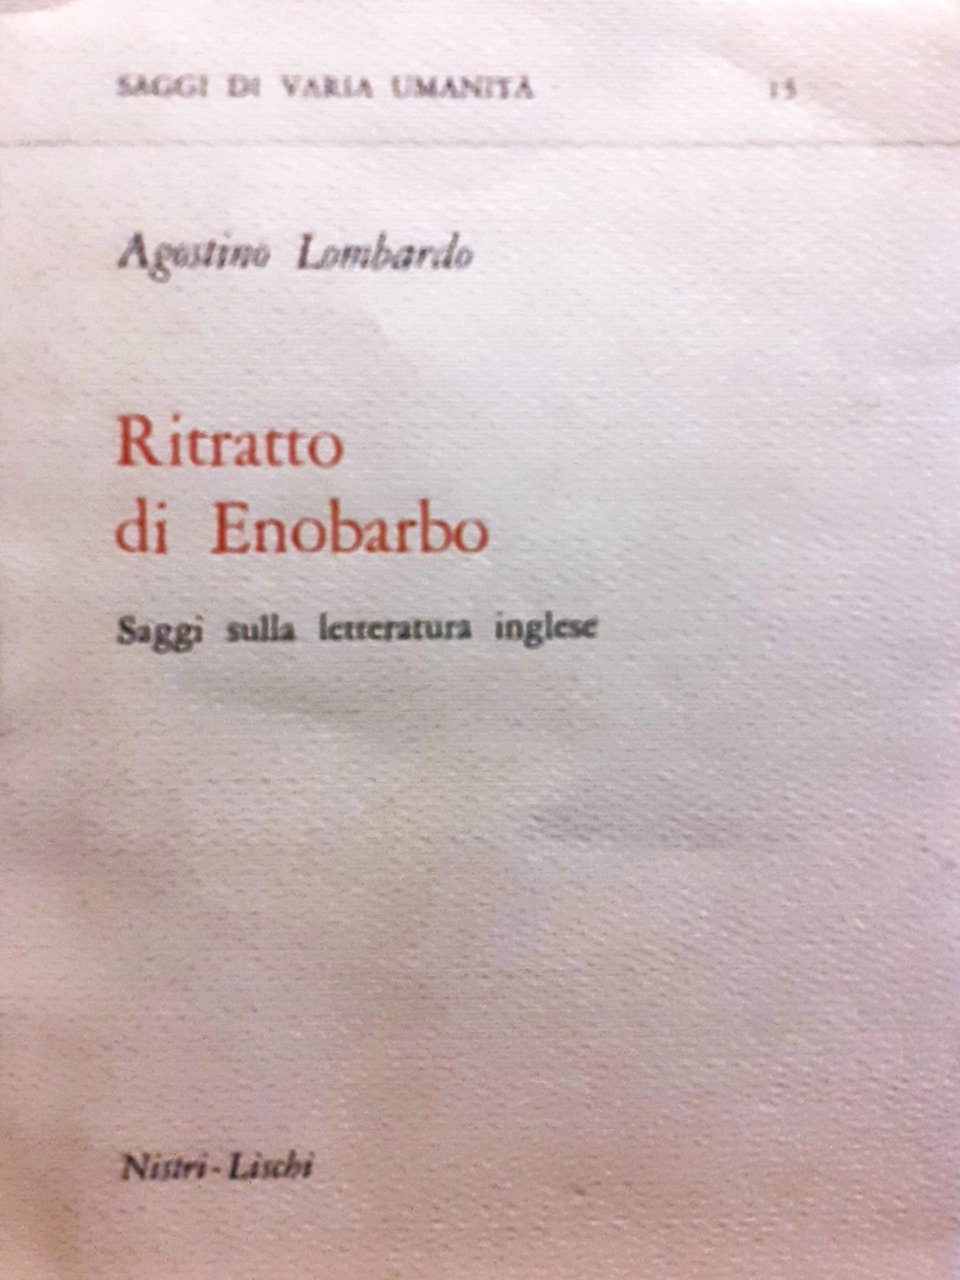 SAGGI DI VARIA UMANITÀ 15
Agostino Lombardo
Ritratto
di Enobarbo
Saggi sulla letteratura inglese
Nistri-Lischi